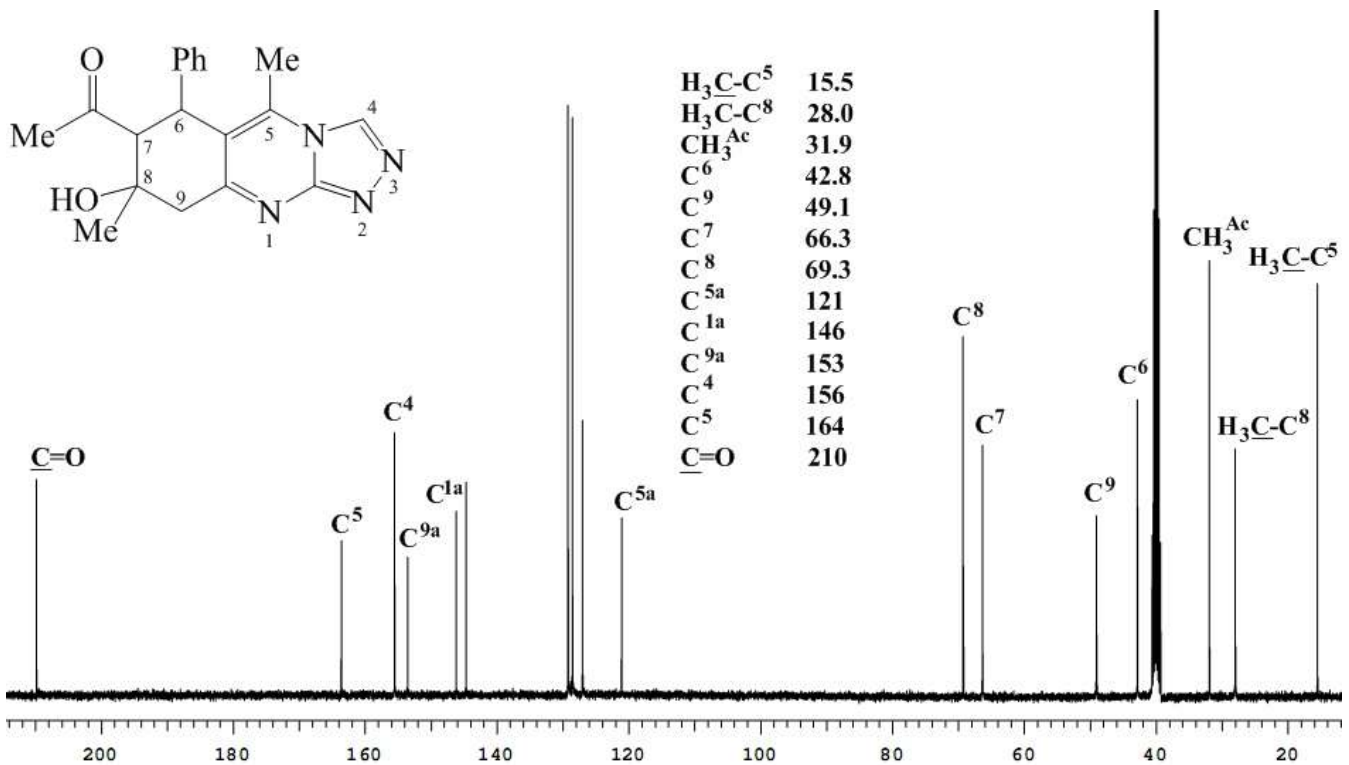 O
Ph
Me
4
6
5
N
Me
7
N
3
8
HO
9
N
N
Me
1
2
H₃C-C⁵ 15.5
H₃C-C⁸ 28.0
CH₃ᴬᶜ 31.9
C⁶ 42.8
C⁹ 49.1
C⁷ 66.3
C⁸ 69.3
C⁵ᵃ 121
C¹ᵃ 146
C⁹ᵃ 153
C⁴ 156
C⁵ 164
C=O 210
C=O
C⁵
C⁴
C⁹ᵃ
C¹ᵃ
C⁵ᵃ
C⁸
C⁷
C⁹
C⁶
CH₃ᴬᶜ
H₃C-C⁸
H₃C-C⁵
200 180 160 140 120 100 80 60 40 20